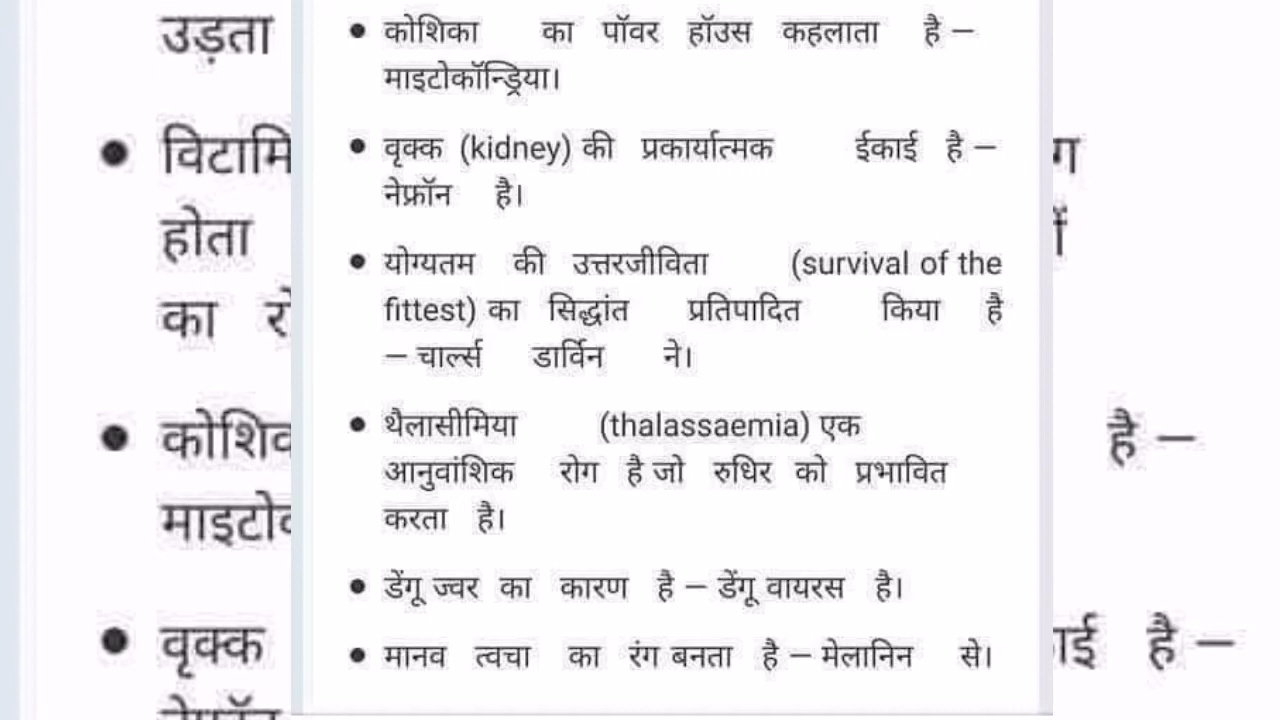 उड़ता
विटामि
होता
का
माइटो
वृक्क
है –
है –
कोशिका का पॉवर हॉउस कहलाता है –
माइटोकॉन्ड्रिया।
वृक्क (kidney) की प्रकार्यात्मक ईकाई है –
नेफ्रॉन है।
योग्यतम की उत्तरजीविता (survival of the
fittest) का सिद्धांत प्रतिपादित किया है
– चार्ल्स डार्विन ने।
थैलासीमिया (thalassaemia) एक
आनुवांशिक रोग है जो रुधिर को प्रभावित
करता है।
डेंगू ज्वर का कारण है – डेंगू वायरस है।
मानव त्वचा का रंग बनता है – मेलानिन से।